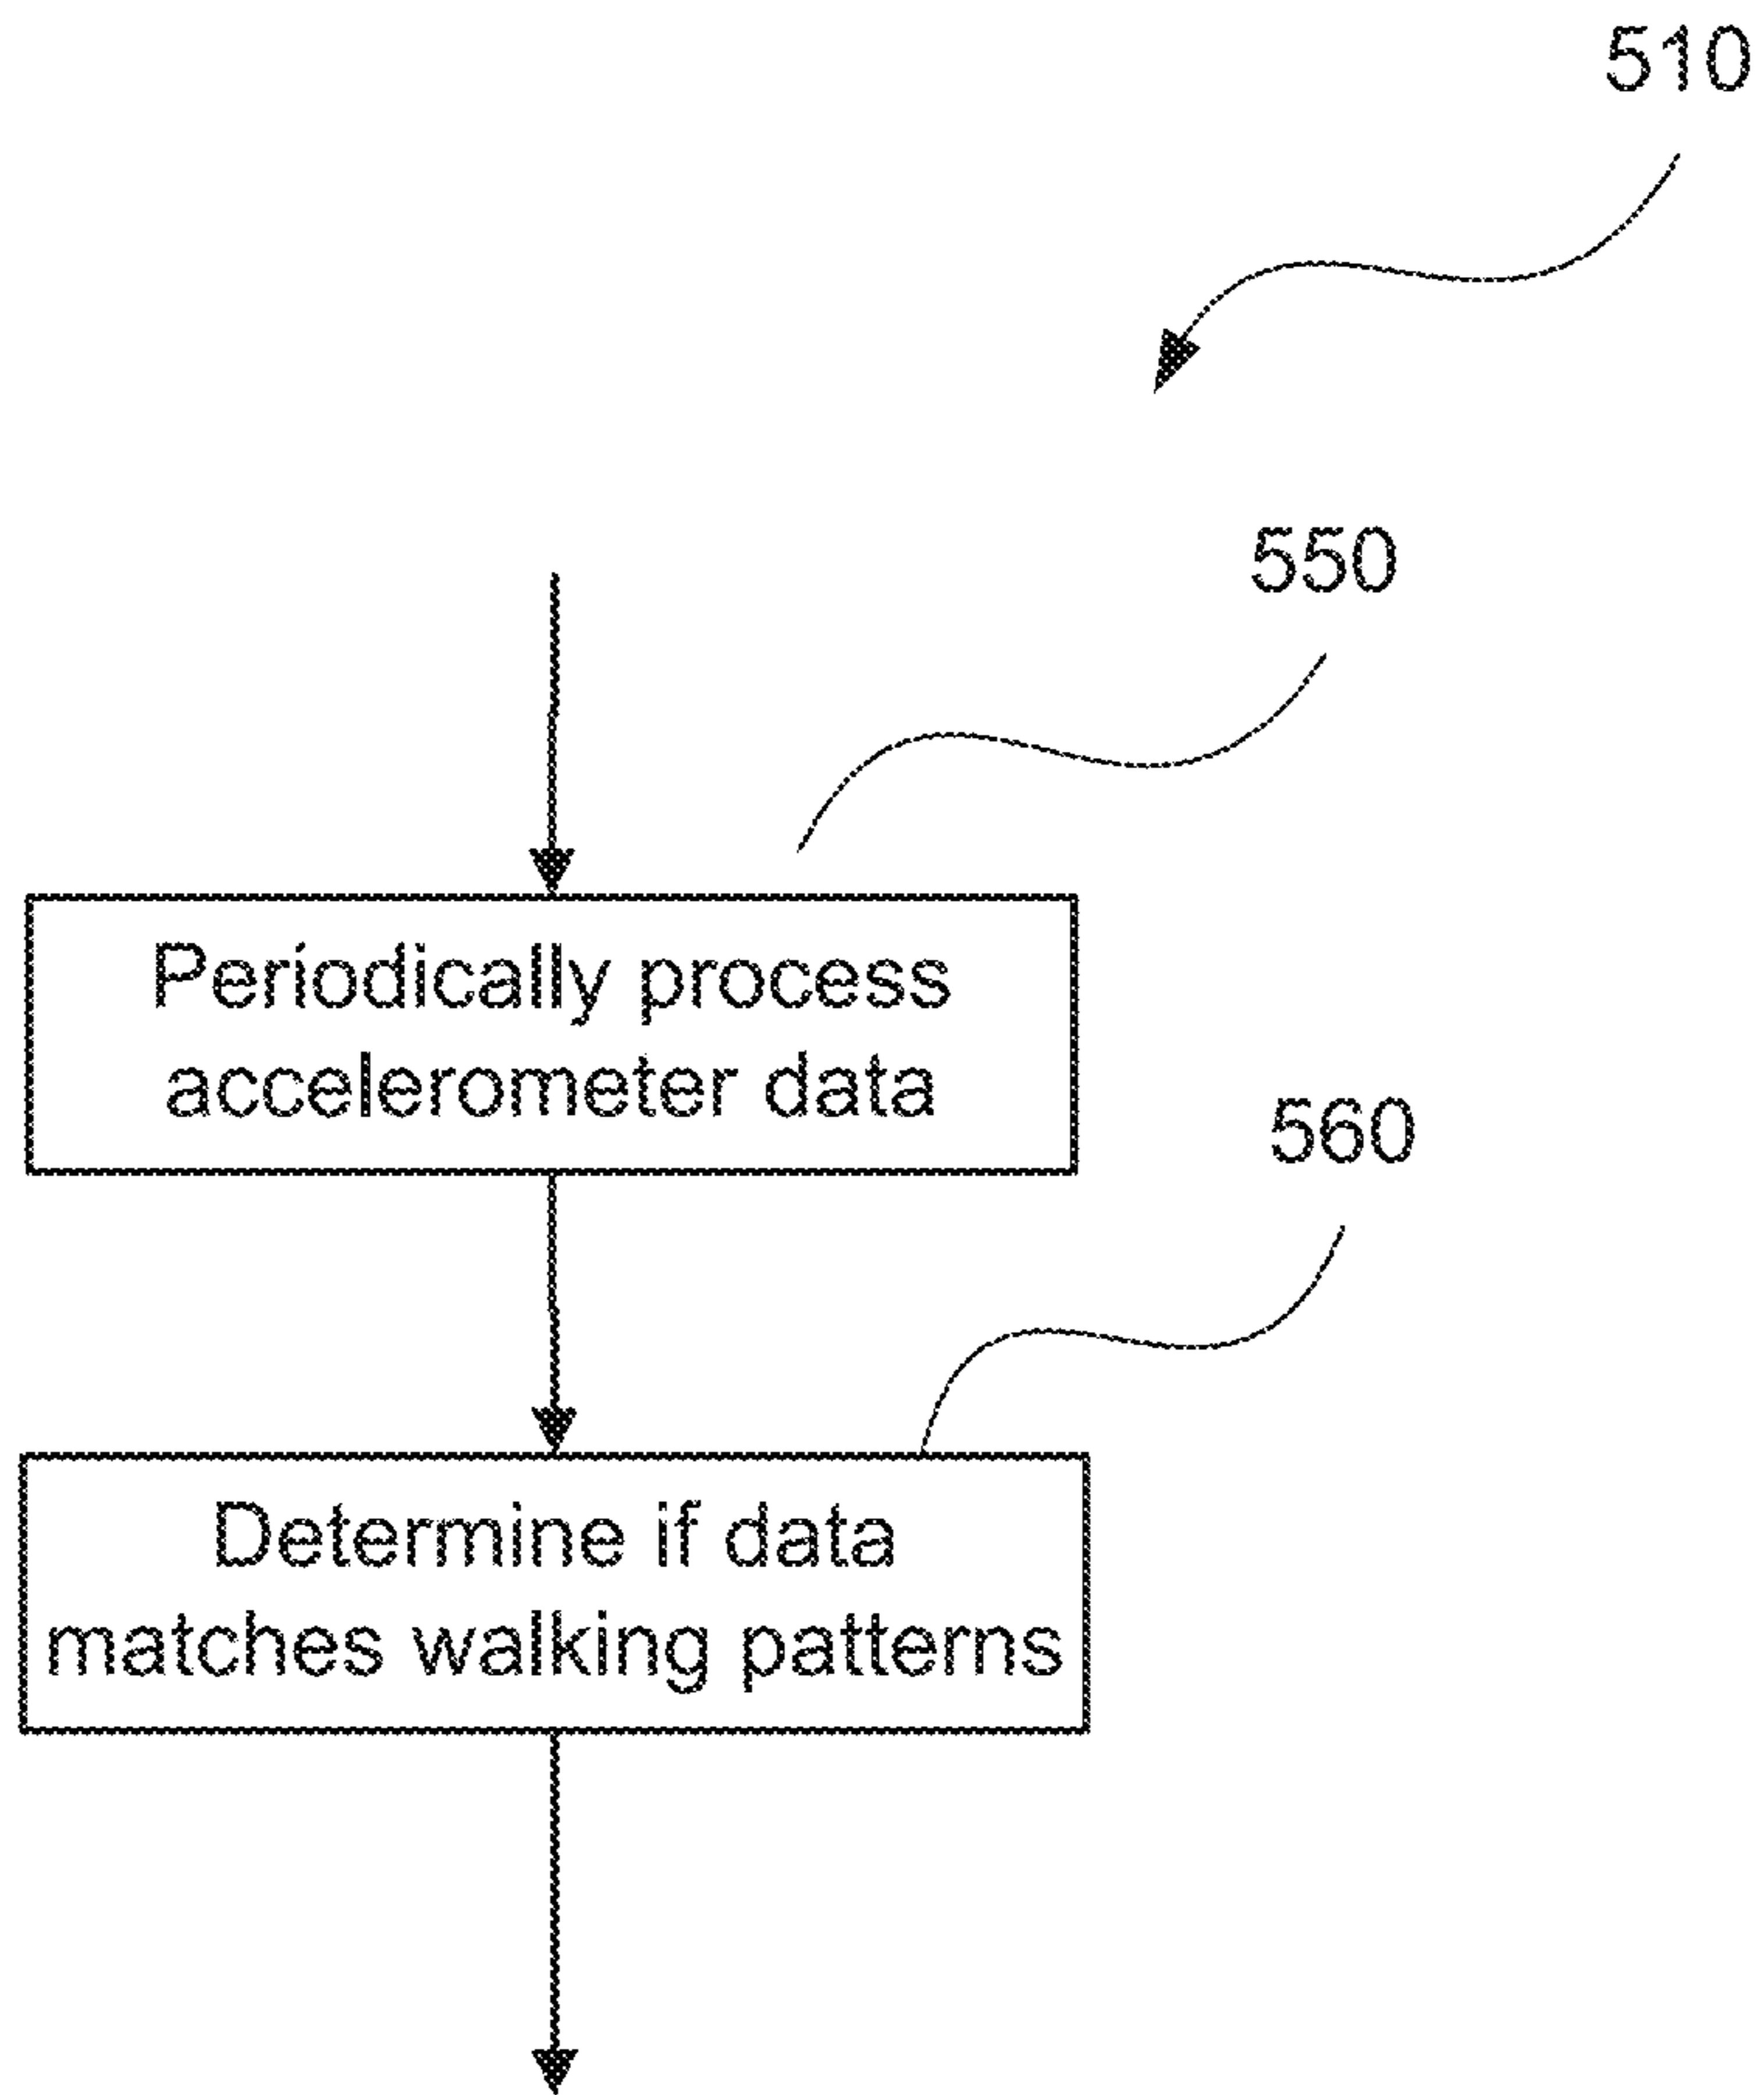 510
550
Periodically process
accelerometer data
560
Determine if data
matches walking patterns